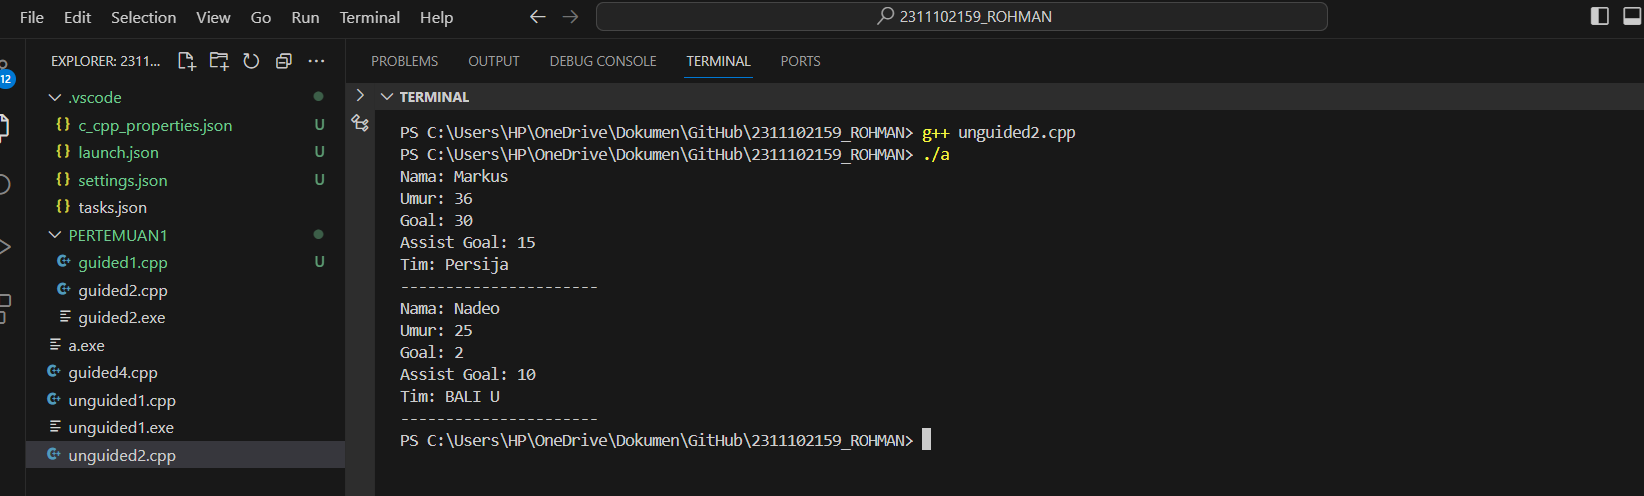 File Edit Selection View Go Run Terminal Help 2311102159_ROHMAN
12
EXPLORER: 2311...
.vscode
c_cpp_properties.json U
launch.json U
settings.json U
tasks.json
PERTEMUAN1
guided1.cpp U
guided2.cpp
guided2.exe
a.exe
guided4.cpp
unguided1.cpp
unguided1.exe
unguided2.cpp
PROBLEMS OUTPUT DEBUG CONSOLE TERMINAL PORTS
TERMINAL
PS C:\Users\HP\OneDrive\Dokumen\GitHub\2311102159_ROHMAN> g++ unguided2.cpp
PS C:\Users\HP\OneDrive\Dokumen\GitHub\2311102159_ROHMAN> ./a
Nama: Markus
Umur: 36
Goal: 30
Assist Goal: 15
Tim: Persija
----------------------
Nama: Nadeo
Umur: 25
Goal: 2
Assist Goal: 10
Tim: BALI U
----------------------
PS C:\Users\HP\OneDrive\Dokumen\GitHub\2311102159_ROHMAN>